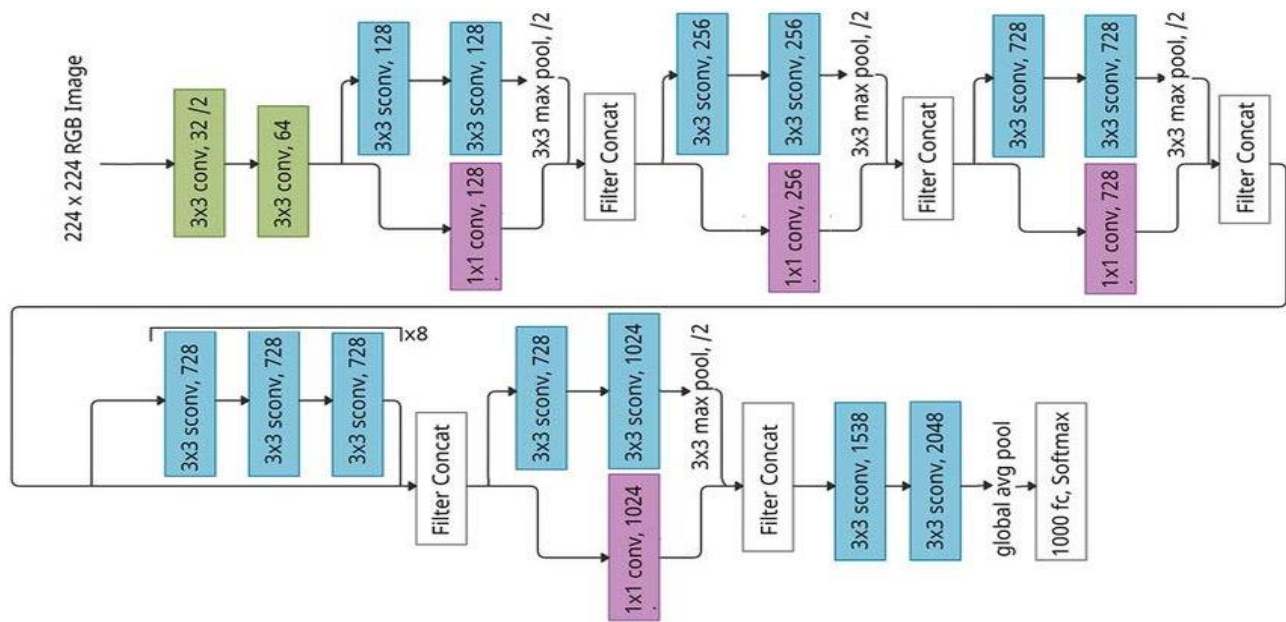 224 x 224 RGB Image
3x3 conv, 32 /2
3x3 conv, 64
3x3 sconv, 128
3x3 sconv, 128
3x3 max pool, /2
1x1 conv, 128
Filter Concat
3x3 sconv, 256
3x3 sconv, 256
3x3 max pool, /2
1x1 conv, 256
Filter Concat
3x3 sconv, 728
3x3 sconv, 728
3x3 max pool, /2
1x1 conv, 728
Filter Concat
3x3 sconv, 728
3x3 sconv, 728
3x3 sconv, 728
x8
Filter Concat
3x3 sconv, 728
3x3 sconv, 1024
3x3 max pool, /2
1x1 conv, 1024
Filter Concat
3x3 sconv, 1538
3x3 sconv, 2048
global avg pool
1000 fc, Softmax